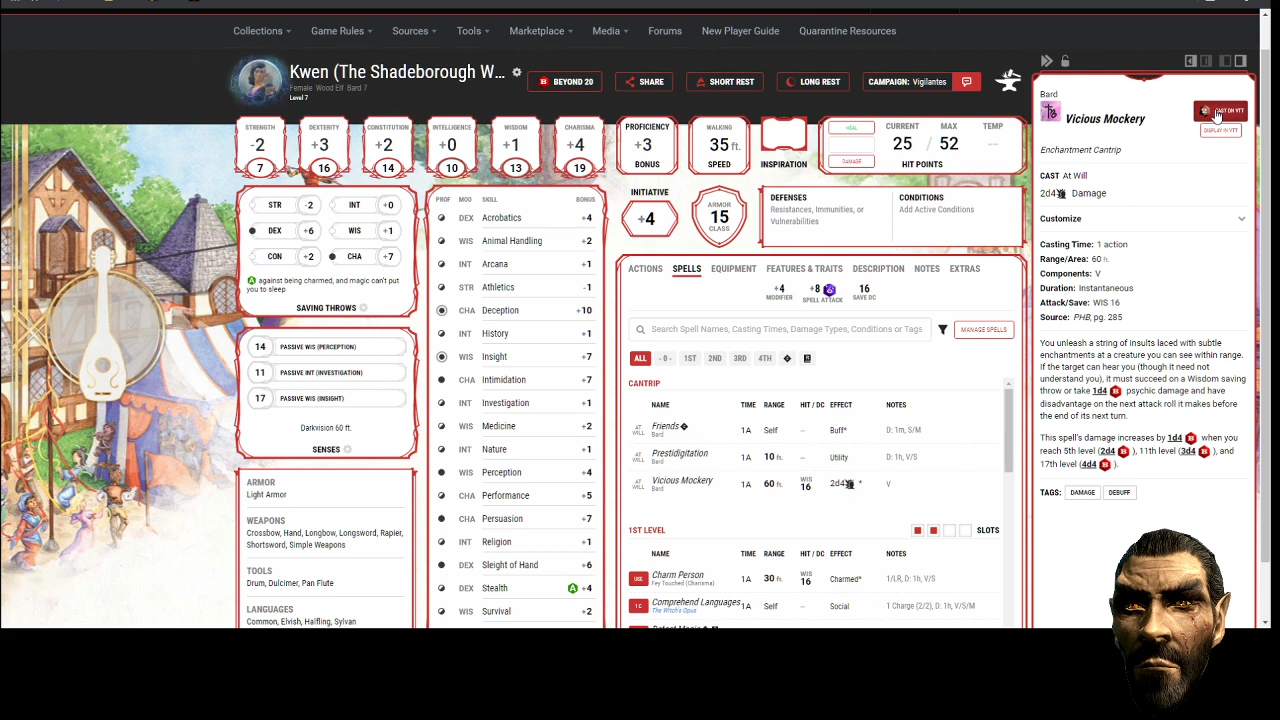 Collections Game Rules Sources Tools Marketplace Media Forums New Player Guide Quarantine Resources
Kwen (The Shadeborough W...
Female Wood Elf Bard 7
Level 7
BEYOND 20 SHARE SHORT REST LONG REST CAMPAIGN: Vigilantes
STRENGTH -2 7
DEXTERITY +3 16
CONSTITUTION +2 14
INTELLIGENCE +0 10
WISDOM +1 13
CHARISMA +4 19
PROFICIENCY +3 BONUS
WALKING 35 ft. SPEED
INSPIRATION
HEAL
DAMAGE
CURRENT MAX TEMP
25 / 52 --
HIT POINTS
STR -2 INT +0
DEX +6 WIS +1
CON +2 CHA +7
A against being charmed, and magic can't put
you to sleep
SAVING THROWS
14 PASSIVE WIS (PERCEPTION)
11 PASSIVE INT (INVESTIGATION)
17 PASSIVE WIS (INSIGHT)
Darkvision 60 ft.
SENSES
ARMOR
Light Armor
WEAPONS
Crossbow, Hand, Longbow, Longsword, Rapier,
Shortsword, Simple Weapons
TOOLS
Drum, Dulcimer, Pan Flute
LANGUAGES
Common, Elvish, Halfling, Sylvan
PROF MOD SKILL BONUS
DEX Acrobatics +4
WIS Animal Handling +2
INT Arcana +1
STR Athletics -1
CHA Deception +10
INT History +1
WIS Insight +7
CHA Intimidation +7
INT Investigation +1
WIS Medicine +2
INT Nature +1
WIS Perception +4
CHA Performance +5
CHA Persuasion +7
INT Religion +1
DEX Sleight of Hand +6
DEX Stealth A +4
WIS Survival +2
INITIATIVE
+4
ARMOR
15
CLASS
DEFENSES
Resistances, Immunities, or
Vulnerabilities
CONDITIONS
Add Active Conditions
ACTIONS SPELLS EQUIPMENT FEATURES & TRAITS DESCRIPTION NOTES EXTRAS
+4 +8 16
MODIFIER SPELL ATTACK SAVE DC
Search Spell Names, Casting Times, Damage Types, Conditions or Tags
MANAGE SPELLS
ALL - 0 - 1ST 2ND 3RD 4TH
CANTRIP
NAME TIME RANGE HIT / DC EFFECT NOTES
AT WILL Friends 1A Self -- Buff* D: 1m, S/M
Bard
AT WILL Prestidigitation 1A 10 ft. -- Utility D: 1h, V/S
Bard
AT WILL Vicious Mockery 1A 60 ft. WIS 16 2d4 * V
Bard
1ST LEVEL SLOTS
NAME TIME RANGE HIT / DC EFFECT NOTES
USE Charm Person 1A 30 ft. WIS 16 Charmed* 1/LR, D: 1h, V/S
Fey Touched (Charisma)
1C Comprehend Languages 1A Self -- Social 1 Charge (2/2), D: 1h, V/S/M
The Witch's Opus
Bard
Vicious Mockery
CAST ON VTT
DISPLAY IN VTT
Enchantment Cantrip
CAST At Will
2d4 Damage
Customize
Casting Time: 1 action
Range/Area: 60 ft.
Components: V
Duration: Instantaneous
Attack/Save: WIS 16
Source: PHB, pg. 285
You unleash a string of insults laced with subtle
enchantments at a creature you can see within range.
If the target can hear you (though it need not
understand you), it must succeed on a Wisdom saving
throw or take 1d4 psychic damage and have
disadvantage on the next attack roll it makes before
the end of its next turn.
This spell's damage increases by 1d4 when you
reach 5th level (2d4 ), 11th level (3d4 ), and
17th level (4d4 ).
TAGS: DAMAGE DEBUFF